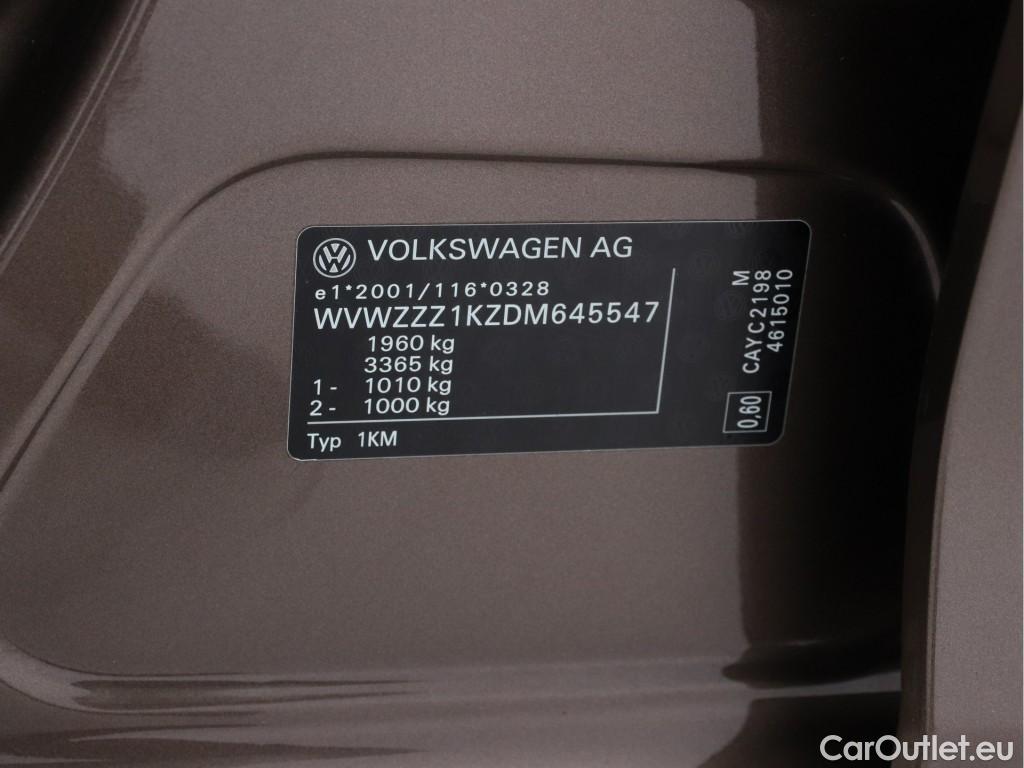 VOLKSWAGEN AG
e1*2001/116*0328
WVWZZZ1KZDM645547
1960 kg
3365 kg
1- 1010 kg
2- 1000 kg
Typ 1KM
M
CAYC2198
4615010
0,60
CarOutlet.eu